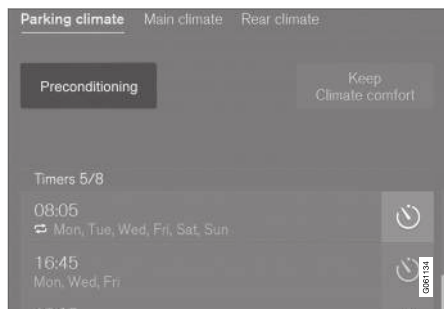 Parking climate Main climate Rear climate
Preconditioning
Keep
Climate comfort
Timers 5/8
08:05
Mon, Tue, Wed, Fri, Sat, Sun
16:45
Mon, Wed, Fri
G061134